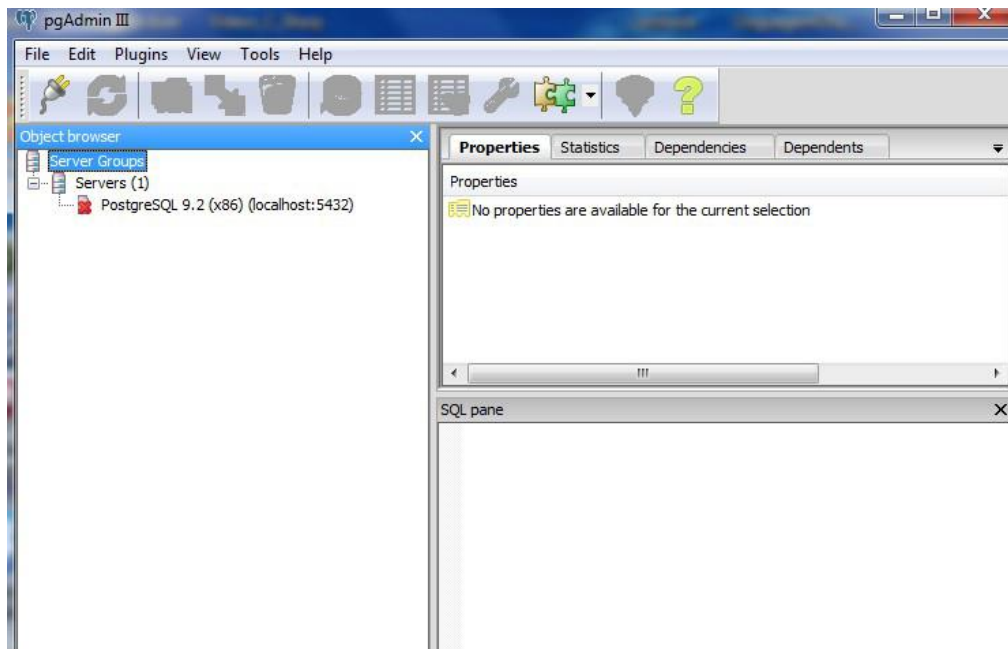 pgAdmin III
File Edit Plugins View Tools Help
Object browser
Server Groups
Servers (1)
PostgreSQL 9.2 (x86) (localhost:5432)
Properties Statistics Dependencies Dependents
Properties
No properties are available for the current selection
SQL pane